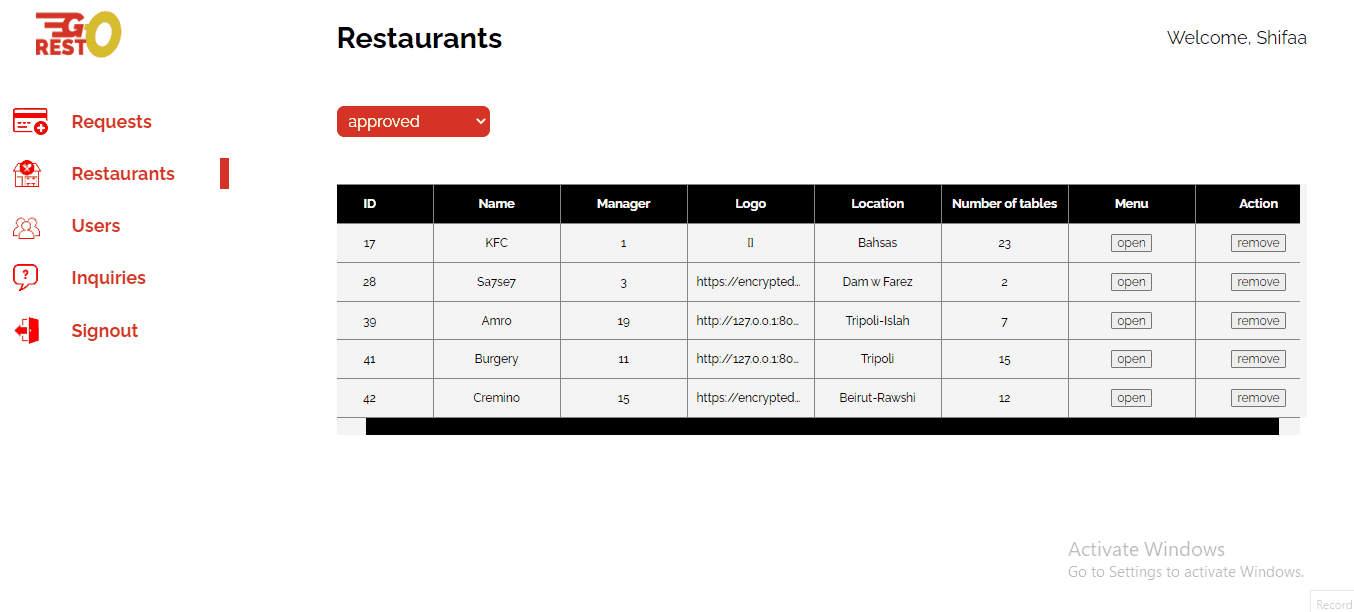 GO
REST
Restaurants
Welcome, Shifaa
Requests
Restaurants
Users
Inquiries
Signout
approved
ID Name Manager Logo Location Number of tables Menu Action
17 KFC 1 [] Bahsas 23 open remove
28 Sa7se7 3 https://encrypted... Dam w Farez 2 open remove
39 Amro 19 http://127.0.0.1:80... Tripoli-Islah 7 open remove
41 Burgery 11 http://127.0.0.1:80... Tripoli 15 open remove
42 Cremino 15 https://encrypted... Beirut-Rawshi 12 open remove
Activate Windows
Go to Settings to activate Windows.
Record